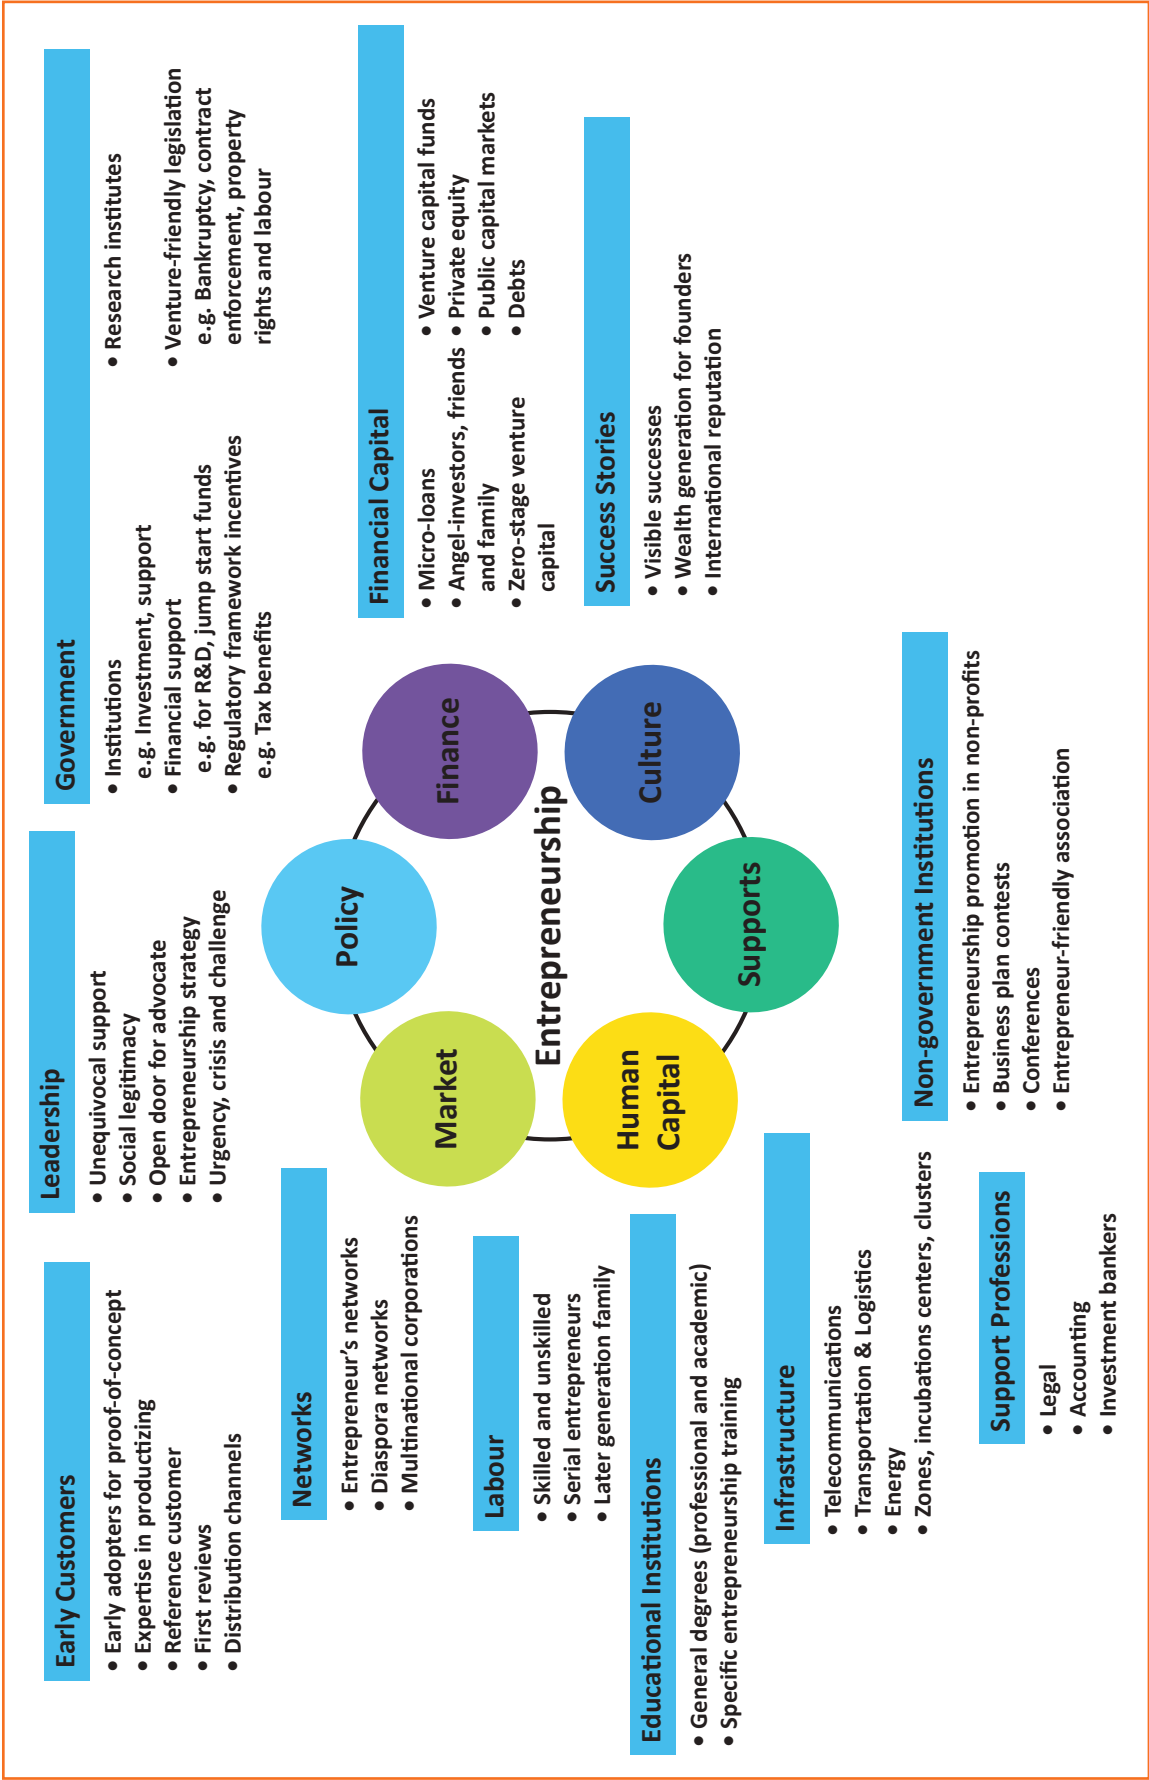 Early Customers
• Early adopters for proof-of-concept
• Expertise in productizing
• Reference customer
• First reviews
• Distribution channels
Leadership
• Unequivocal support
• Social legitimacy
• Open door for advocate
• Entrepreneurship strategy
• Urgency, crisis and challenge
Government
• Institutions
e.g. Investment, support
• Financial support
e.g. for R&D, jump start funds
• Regulatory framework incentives
e.g. Tax benefits
• Research institutes
• Venture-friendly legislation
e.g. Bankruptcy, contract
enforcement, property
rights and labour
Networks
• Entrepreneur’s networks
• Diaspora networks
• Multinational corporations
Policy
Market
Finance
Entrepreneurship
Human
Capital
Culture
Supports
Financial Capital
• Micro-loans
• Angel-investors, friends
and family
• Zero-stage venture
capital
• Venture capital funds
• Private equity
• Public capital markets
• Debts
Labour
• Skilled and unskilled
• Serial entrepreneurs
• Later generation family
Success Stories
• Visible successes
• Wealth generation for founders
• International reputation
Educational Institutions
• General degrees (professional and academic)
• Specific entrepreneurship training
Infrastructure
• Telecommunications
• Transportation & Logistics
• Energy
• Zones, incubations centers, clusters
Non-government Institutions
• Entrepreneurship promotion in non-profits
• Business plan contests
• Conferences
• Entrepreneur-friendly association
Support Professions
• Legal
• Accounting
• Investment bankers